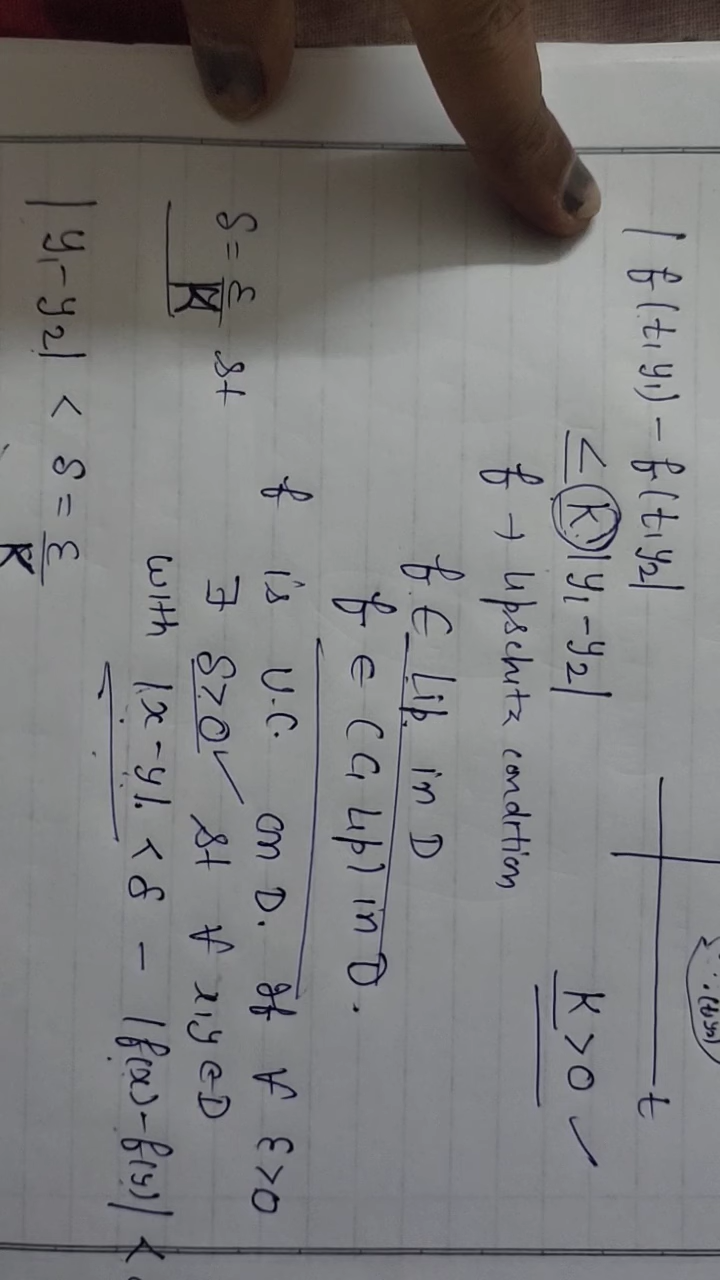 t
(t,y1)
| f(t,y1) - f(t,y2)|
≤ K |y1-y2|
K>0 ✓
f → Lipschitz condition
f ∈ Lip in D
f ∈ (C, Lip) in D.
f is U.C. on D. If ∀ ε>0
δ = ε/K st
∃ δ>0 ✓ st ∀ x,y ∈ D
with |x-y| < δ - |f(x)-f(y)| <
|y1-y2| < δ = ε/K